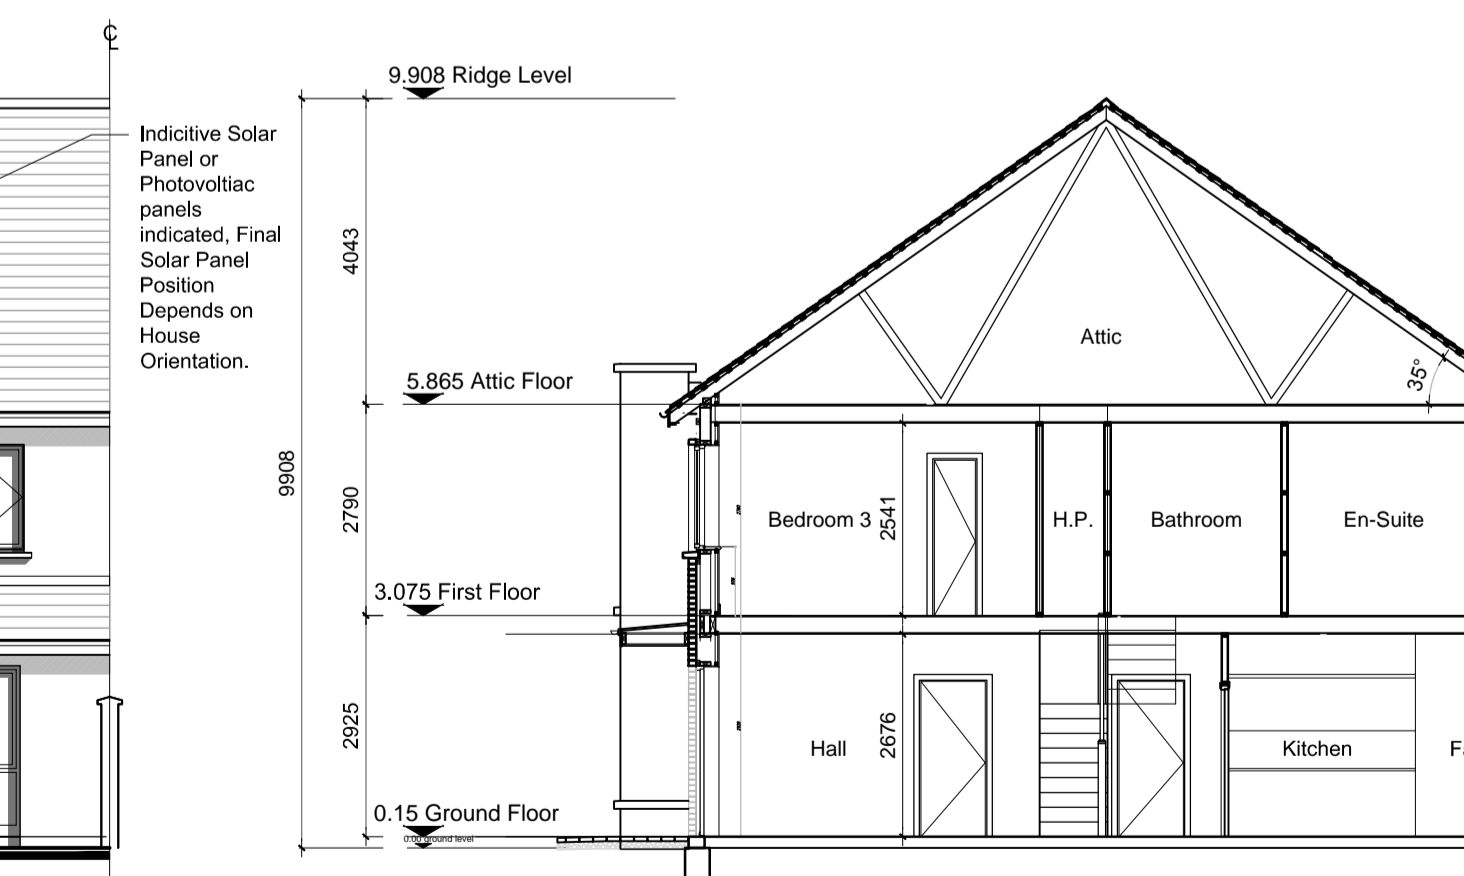 ℄
9.908 Ridge Level
Indicitive Solar
Panel or
Photovoltiac
panels
indicated, Final
Solar Panel
Position
Depends on
House
Orientation.
4043
Attic
35°
5.865 Attic Floor
9908
2790
Bedroom 3
2541
H.P.
Bathroom
En-Suite
3.075 First Floor
2925
Hall
2676
Kitchen
0.15 Ground Floor
0.00 ground level